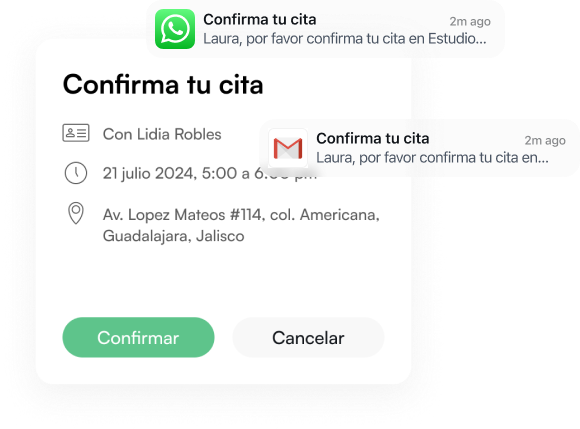 Confirma tu cita
2m ago
Laura, por favor confirma tu cita en Estudio...
Confirma tu cita
Con Lidia Robles
Confirma tu cita
2m ago
Laura, por favor confirma tu cita en...
21 julio 2024, 5:00 a 6:00 pm
Av. Lopez Mateos #114, col. Americana,
Guadalajara, Jalisco
Confirmar
Cancelar